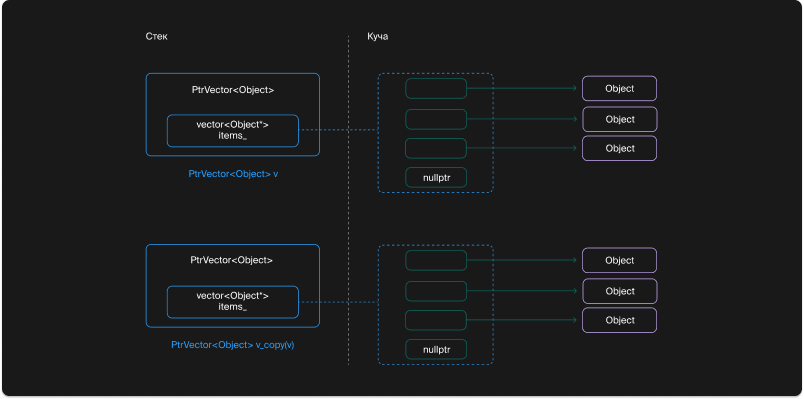 Стек
Куча
PtrVector<Object>
vector<Object*>
items_
PtrVector<Object> v
Object
Object
Object
nullptr
PtrVector<Object>
vector<Object*>
items_
PtrVector<Object> v_copy(v)
Object
Object
Object
nullptr